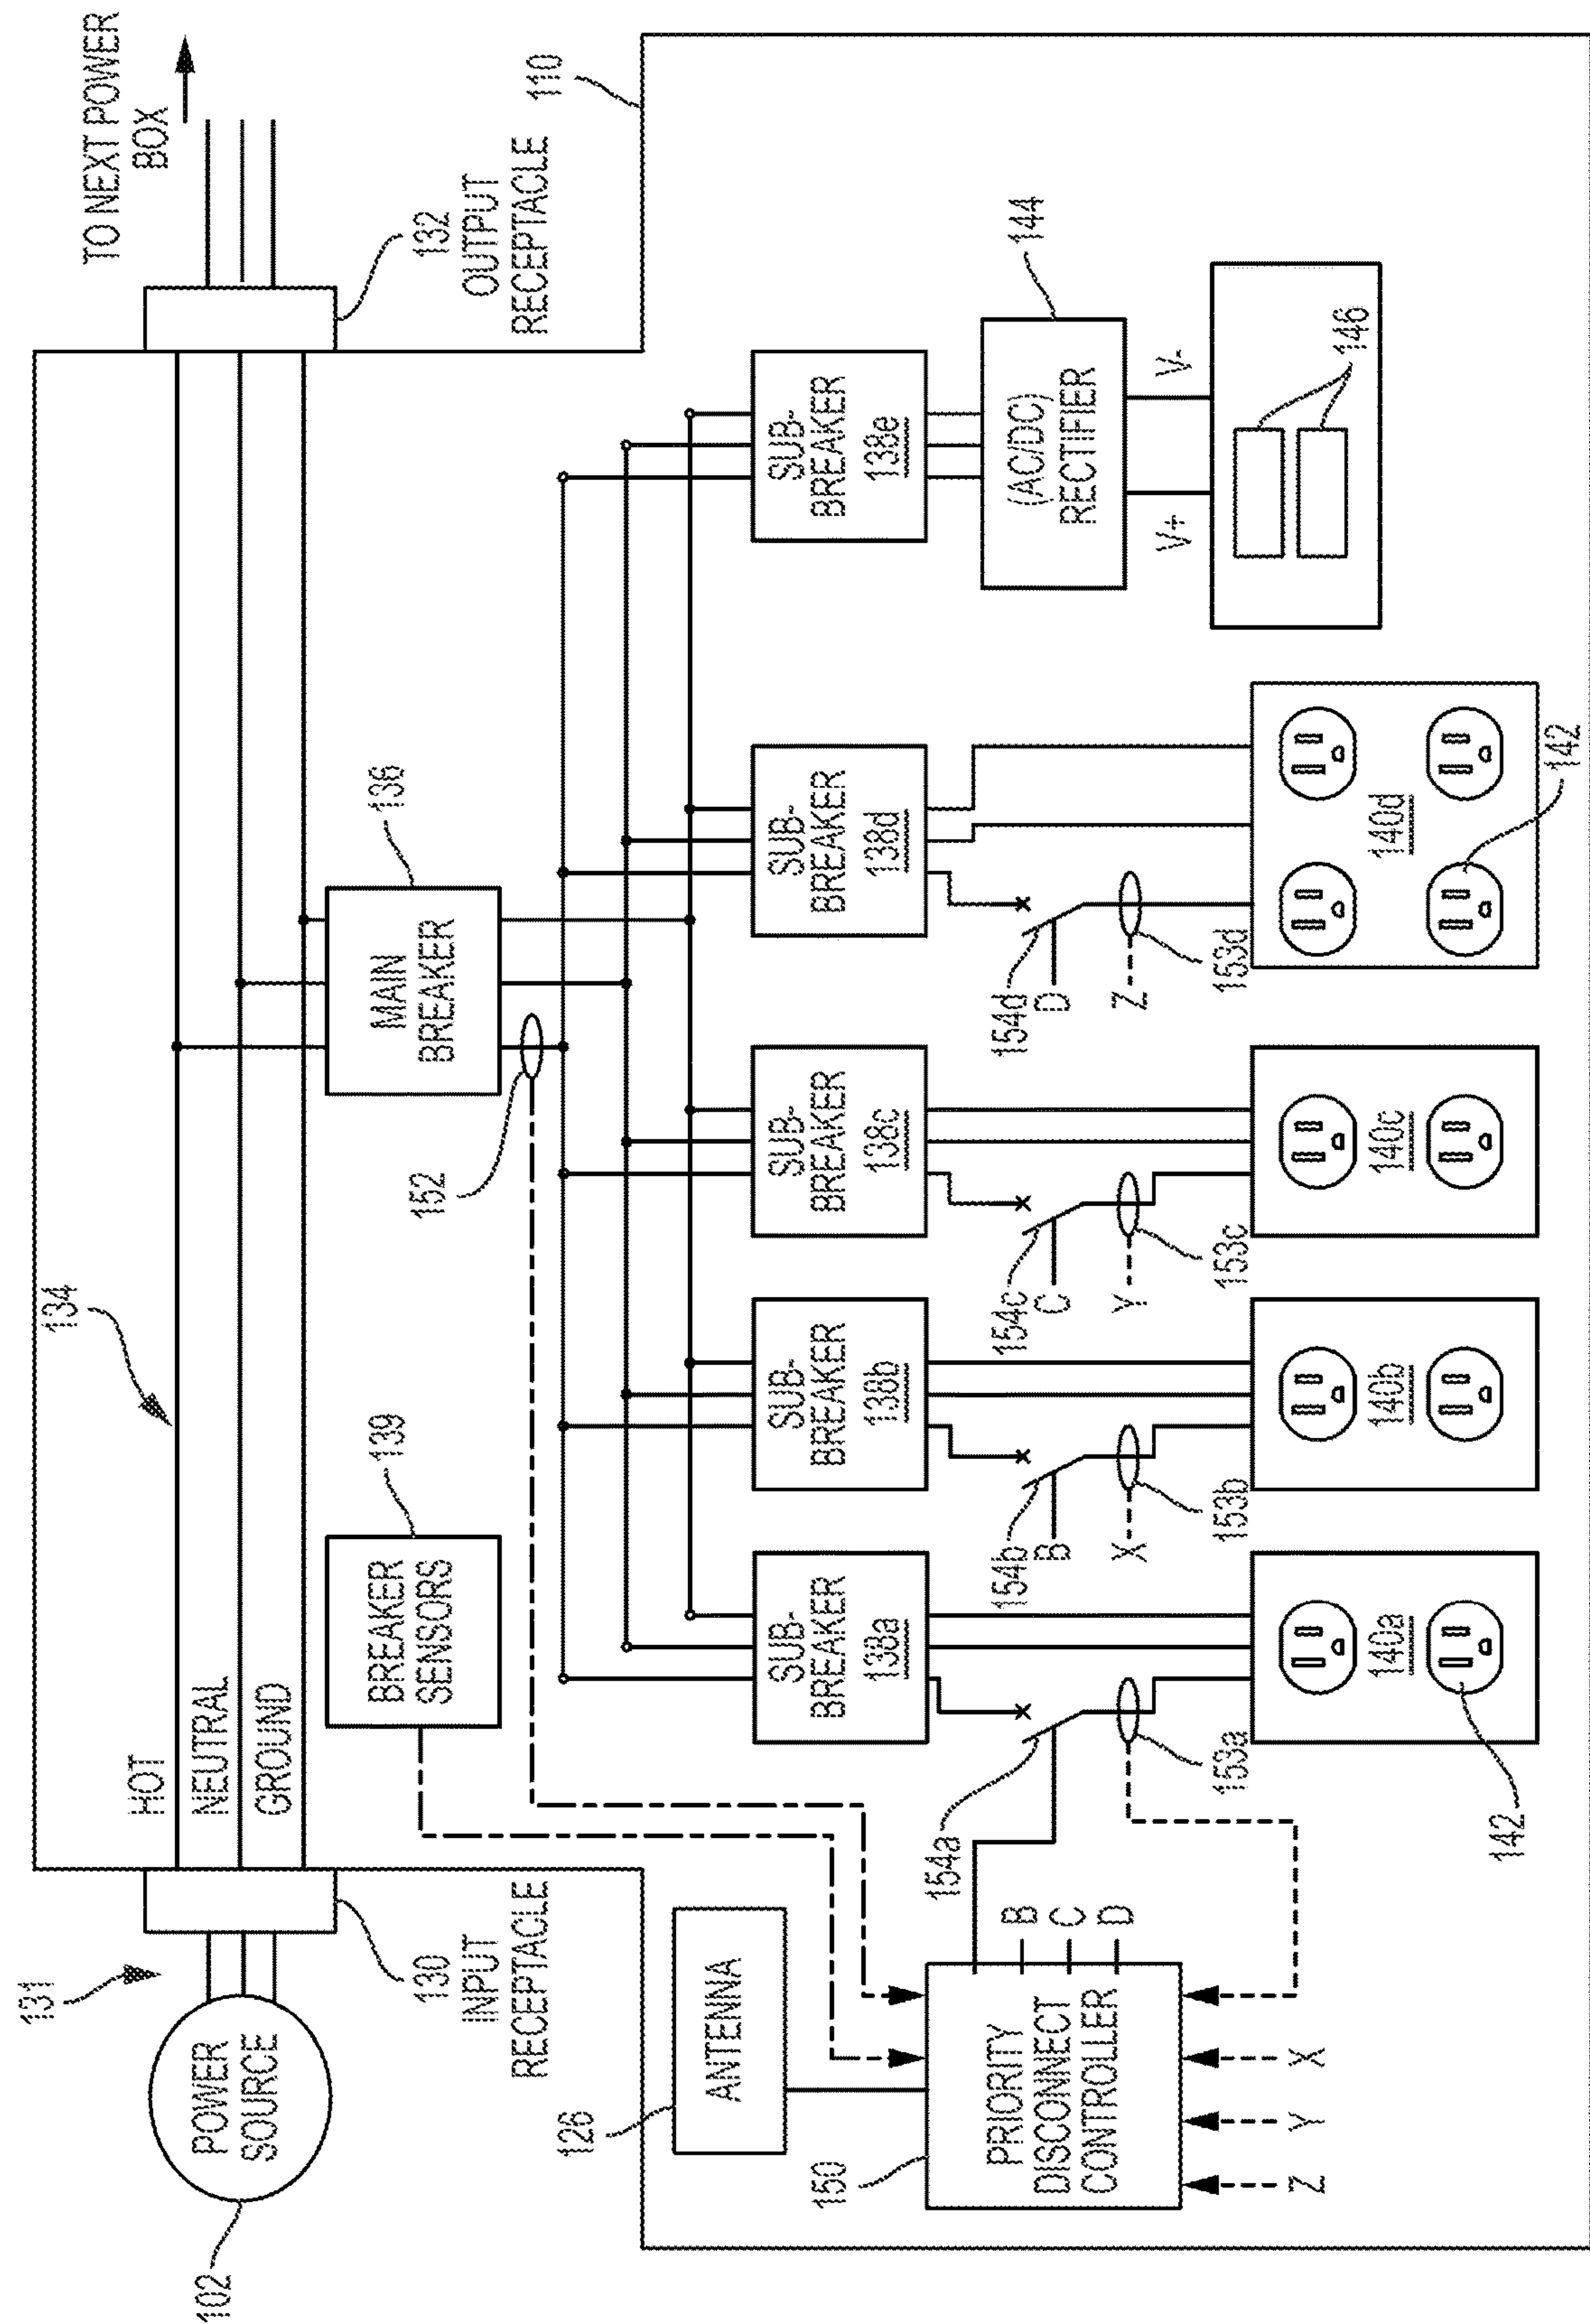 TO NEXT POWER
BOX
131
POWER
SOURCE
102
130
INPUT
RECEPTACLE
HOT
NEUTRAL
GROUND
134
132
OUTPUT
RECEPTACLE
110
BREAKER
SENSORS
139
MAIN
BREAKER
136
152
126
ANTENNA
150
PRIORITY
DISCONNECT
CONTROLLER
B
C
D
Z
Y
X
SUB-
BREAKER
138a
SUB-
BREAKER
138b
SUB-
BREAKER
138c
SUB-
BREAKER
138d
SUB-
BREAKER
138e
154a
154b
B
154c
C
154d
D
X
Y
Z
153a
153b
153c
153d
(AC/DC)
RECTIFIER
144
V+
V-
146
140a
140b
140c
140d
142
142